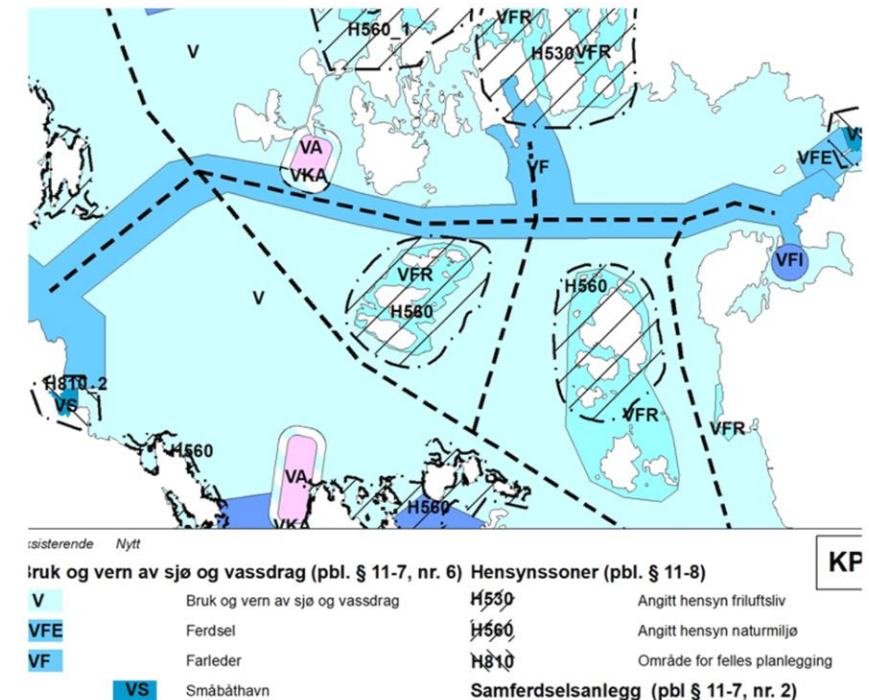 H560_1
VFR
H530_VFR
V
VS
VA
VKA
VF
VFE
VFI
VFR
H560
V
H560
VFR
VFR
H810_2
VS
H560
VA
VKA
H560
ksisterende Nytt
KP
Bruk og vern av sjø og vassdrag (pbl. § 11-7, nr. 6) Hensynssoner (pbl. § 11-8)
V Bruk og vern av sjø og vassdrag H530 Angitt hensyn friluftsliv
VFE Ferdsel H560 Angitt hensyn naturmiljø
VF Farleder H810 Område for felles planlegging
VS Småbåthavn Samferdselsanlegg (pbl § 11-7, nr. 2)